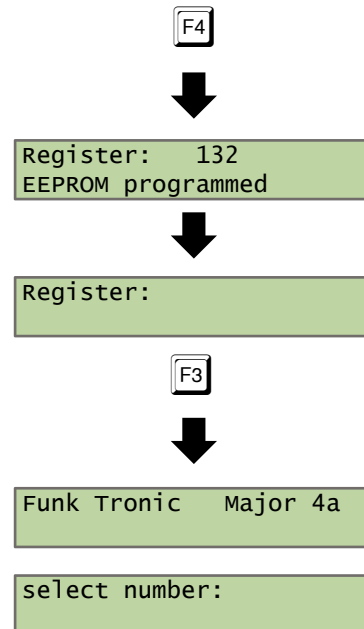 F4
Register:   132
EEPROM programmed
Register:
F3
Funk Tronic   Major 4a
select number: